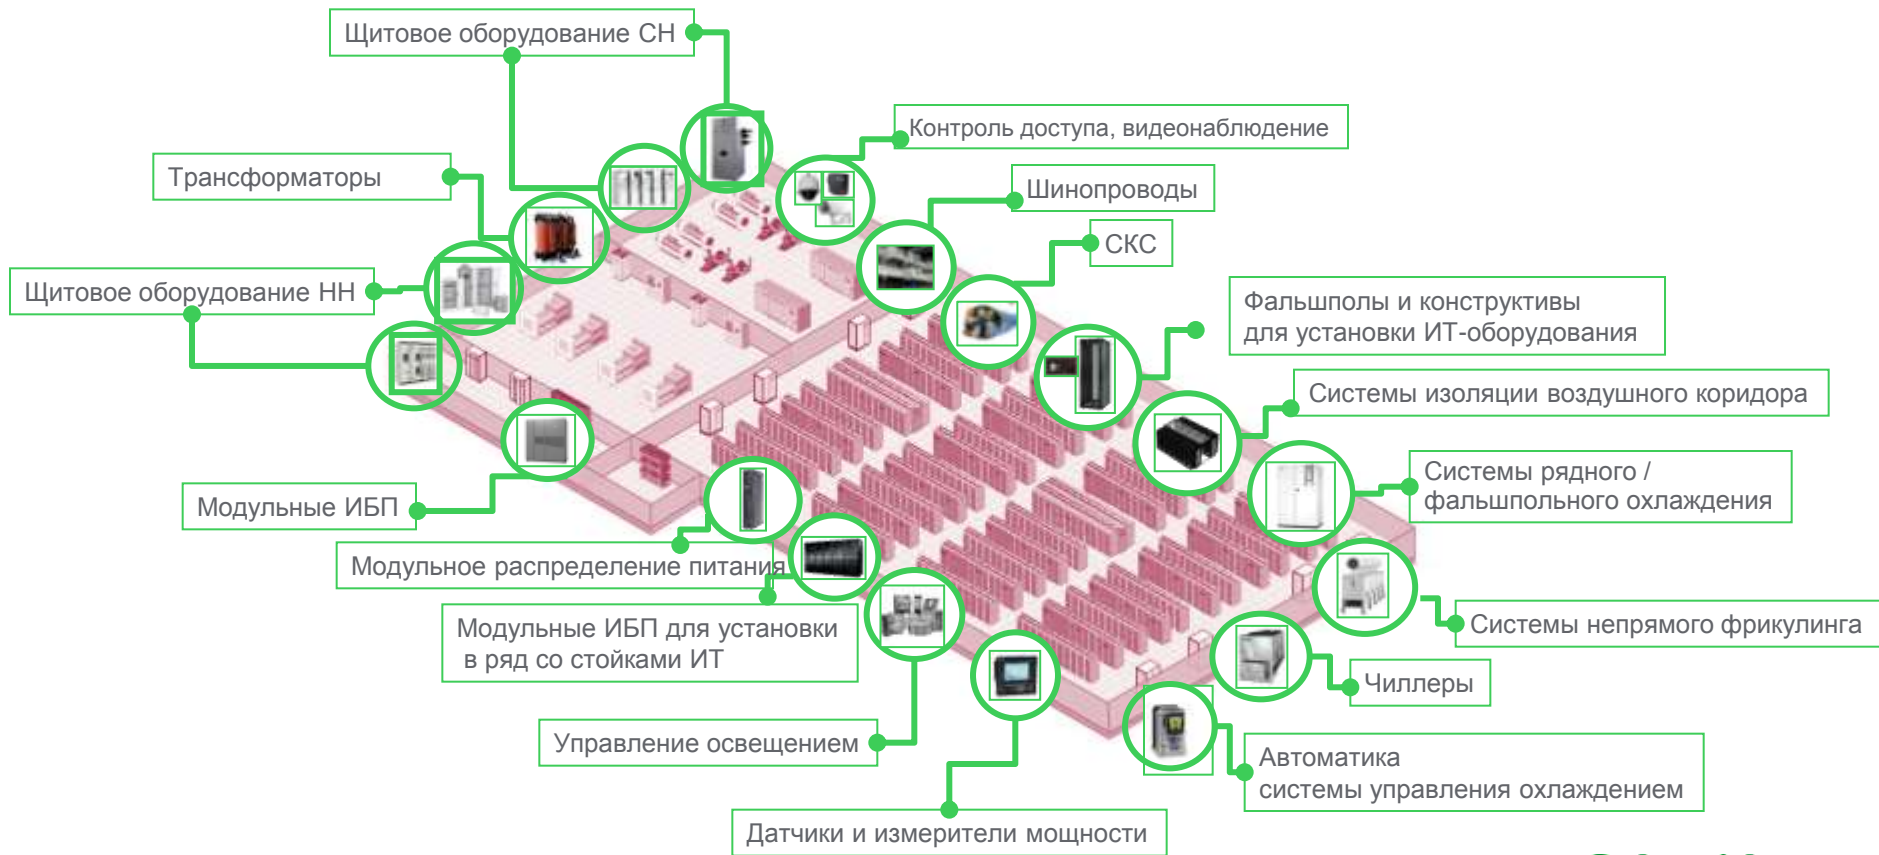 Щитовое оборудование СН
Контроль доступа, видеонаблюдение
Трансформаторы
Шинопроводы
СКС
Щитовое оборудование НН
Фальшполы и конструктивы
для установки ИТ-оборудования
Системы изоляции воздушного коридора
Системы рядного /
фальшпольного охлаждения
Модульные ИБП
Модульное распределение питания
Модульные ИБП для установки
в ряд со стойками ИТ
Системы непрямого фрикулинга
Чиллеры
Управление освещением
Автоматика
системы управления охлаждением
Датчики и измерители мощности